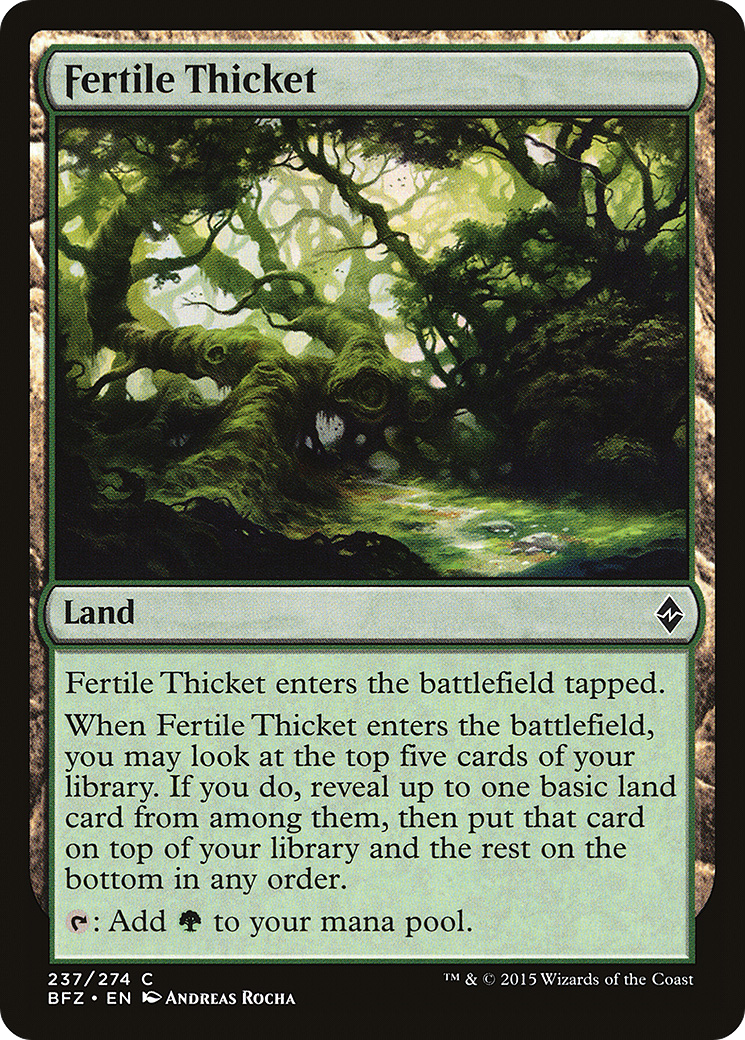 Fertile Thicket
Land
Fertile Thicket enters the battlefield tapped.
When Fertile Thicket enters the battlefield,
you may look at the top five cards of your
library. If you do, reveal up to one basic land
card from among them, then put that card
on top of your library and the rest on the
bottom in any order.
: Add to your mana pool.
237/274 C
BFZ • EN Andreas Rocha
™ & © 2015 Wizards of the Coast